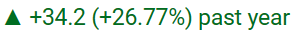 ▲ +34.2 (+26.77%) past year